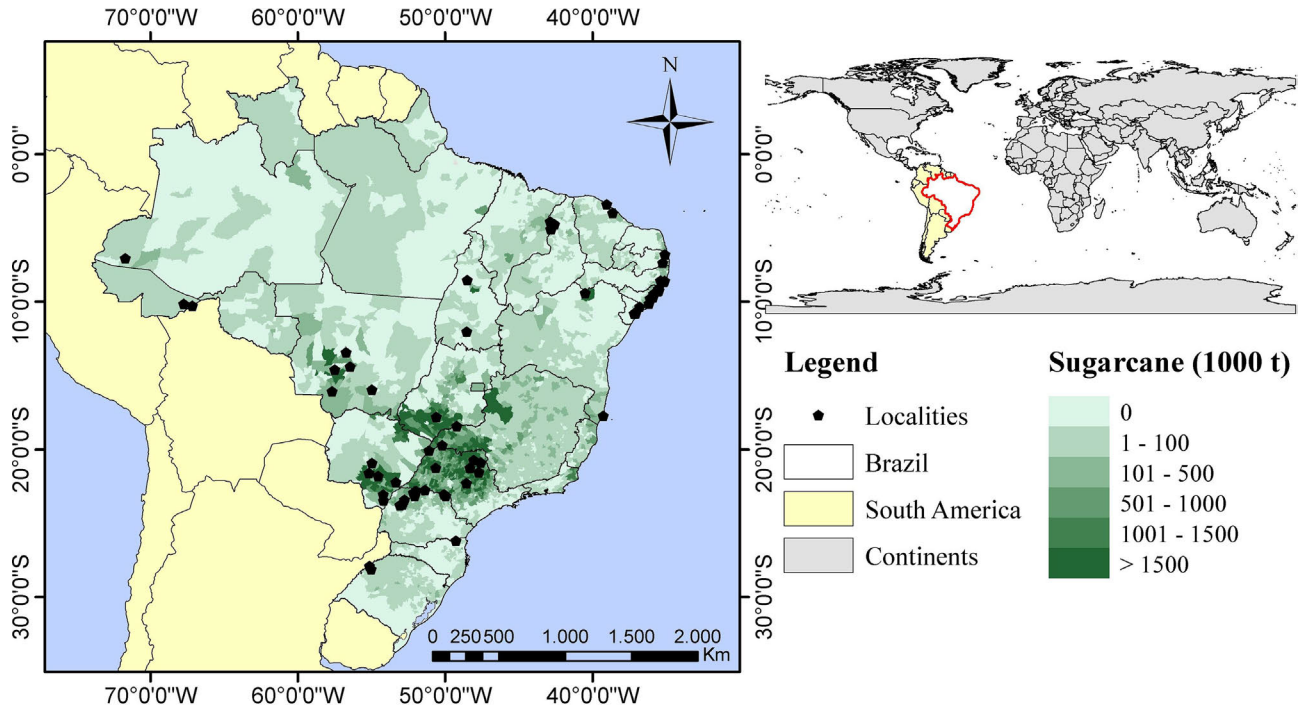 70°0'0"W 60°0'0"W 50°0'0"W 40°0'0"W
N
0°0'0"
10°0'0"S
20°0'0"S
30°0'0"S
0°0'0"
10°0'0"S
20°0'0"S
30°0'0"S
0 250 500 1.000 1.500 2.000
Km
70°0'0"W 60°0'0"W 50°0'0"W 40°0'0"W
Legend
Localities
Brazil
South America
Continents
Sugarcane (1000 t)
0
1 - 100
101 - 500
501 - 1000
1001 - 1500
> 1500